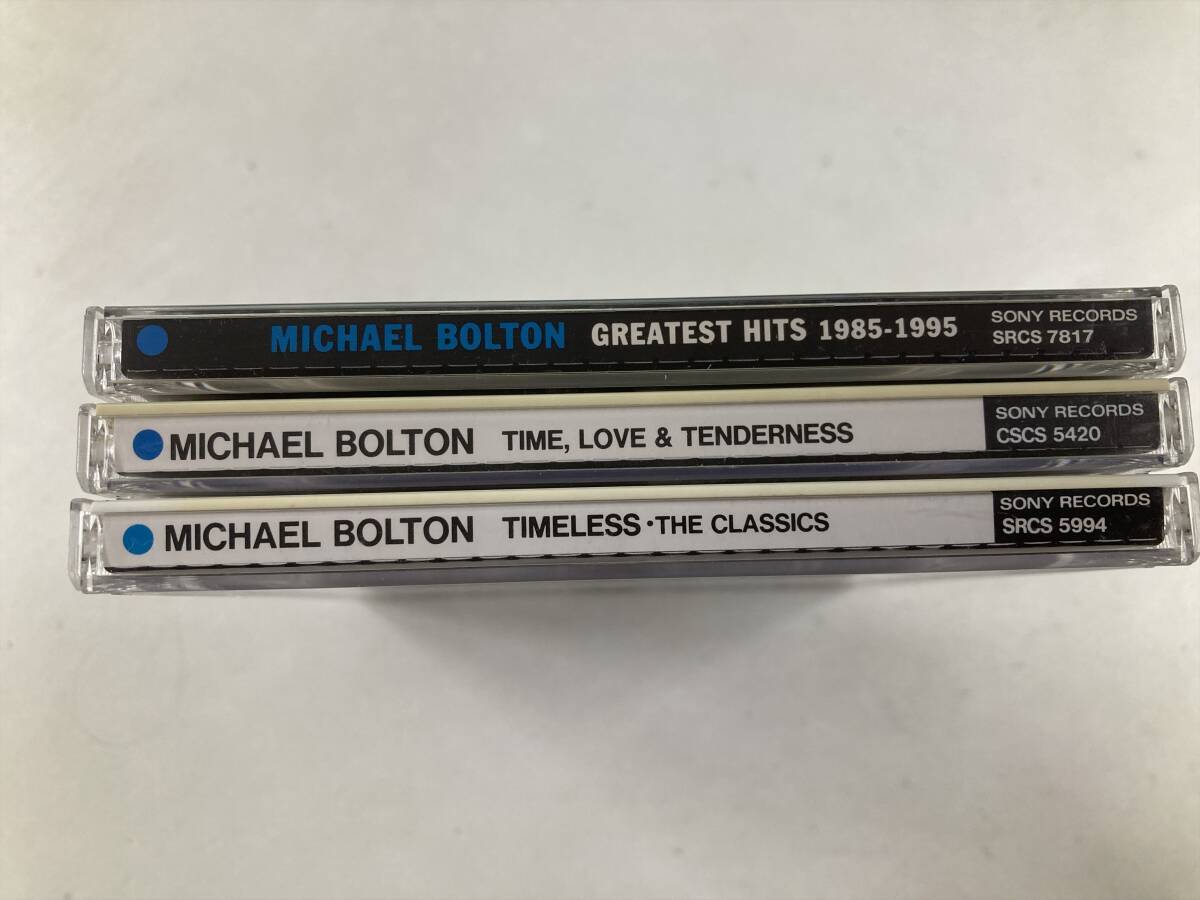 MICHAEL BOLTON GREATEST HITS 1985-1995 SONY RECORDS
SRCS 7817
MICHAEL BOLTON TIME, LOVE & TENDERNESS SONY RECORDS
CSCS 5420
MICHAEL BOLTON TIMELESS・THE CLASSICS SONY RECORDS
SRCS 5994